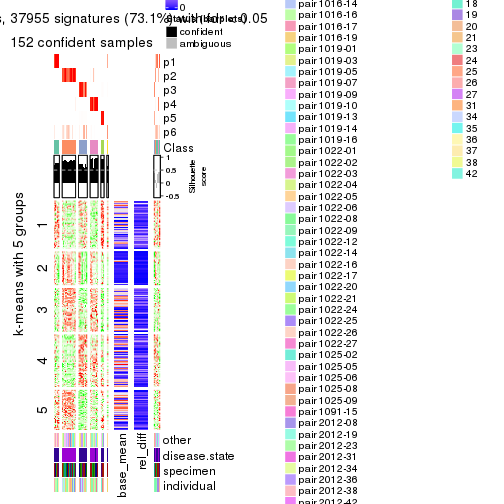 0
, 37955 signatures (73.1%) with fdr < 0.05
confident
ambiguous
152 confident samples
p1
p2
p3
p4
p5
p6
Class
1
0.5
0
-0.5
Silhouette
score
k-means with 5 groups
1
2
3
4
5
other
disease.state
specimen
individual
base_mean
rel_diff
pair1016-14
pair1016-16
pair1016-20
pair1019-01
pair1019-03
pair1019-05
pair1019-07
pair1019-09
pair1019-10
pair1019-13
pair1019-14
pair1019-16
pair1022-01
pair1022-02
pair1022-03
pair1022-04
pair1022-05
pair1022-06
pair1022-08
pair1022-09
pair1022-12
pair1022-14
pair1022-16
pair1022-17
pair1022-20
pair1022-21
pair1022-24
pair1022-25
pair1022-26
pair1022-27
pair1025-02
pair1025-05
pair1025-06
pair1025-08
pair1025-09
pair1091-15
pair2012-08
pair2012-19
pair2012-23
pair2012-31
pair2012-34
pair2012-36
pair2012-38
pair2012-42
18
19
20
21
23
24
25
26
27
31
34
35
36
37
38
42